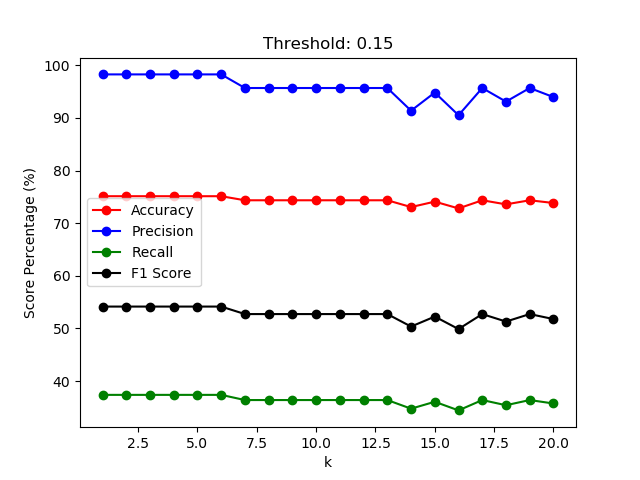 Threshold: 0.15
100
90
80
70
60
50
40
Score Percentage (%)
Accuracy
Precision
Recall
F1 Score
2.5 5.0 7.5 10.0 12.5 15.0 17.5 20.0
k